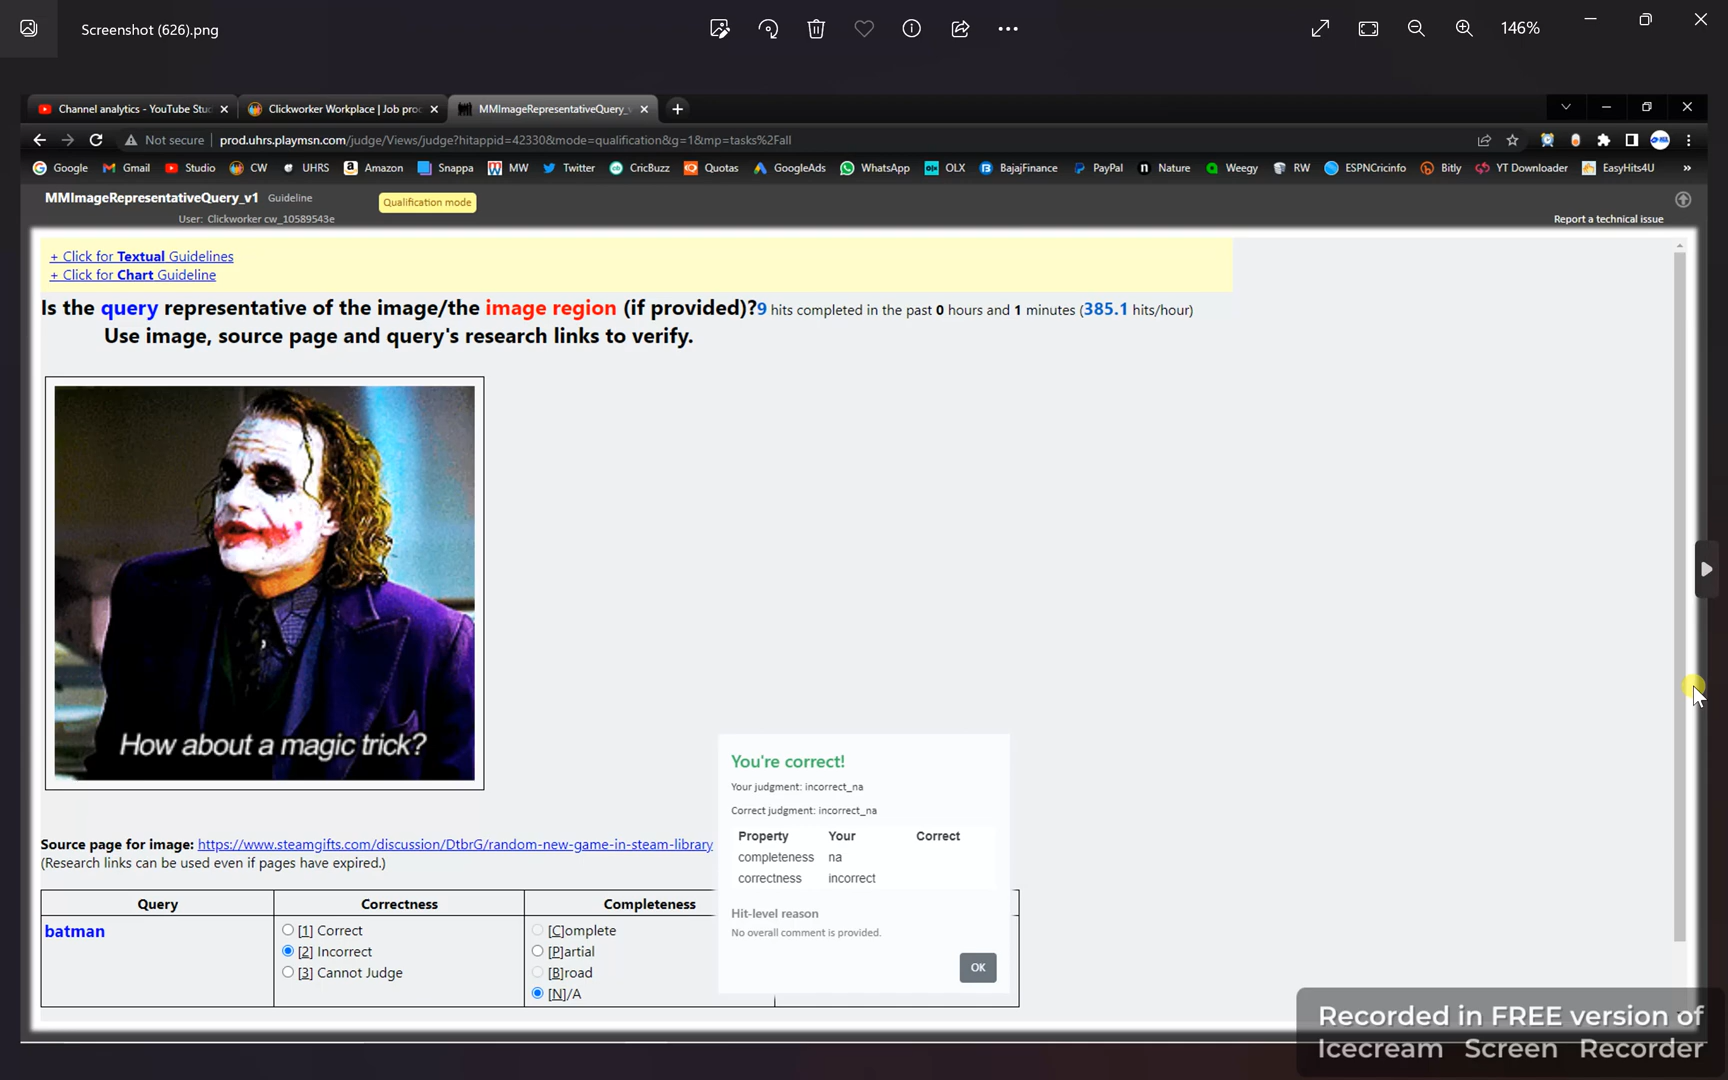 Screenshot (626).png
146%
Channel analytics - YouTube Stu
Clickworker Workplace | Job pro
MMImageRepresentativeQuery_
Not secure
prod.uhrs.playmsn.com/judge/Views/judge?hitappid=42330&mode=qualification&g=1&mp=tasks%2Fall
Google Gmail Studio CW UHRS Amazon Snappa MW Twitter CricBuzz Quotas GoogleAds WhatsApp OLX BajajFinance PayPal Nature Weegy RW ESPNCricinfo Bitly YT Downloader EasyHits4U »
MMImageRepresentativeQuery_v1 Guideline
Qualification mode
User: Clickworker cw_10589543e
Report a technical issue
+ Click for Textual Guidelines
+ Click for Chart Guideline
Is the query representative of the image/the image region (if provided)?9 hits completed in the past 0 hours and 1 minutes (385.1 hits/hour)
Use image, source page and query's research links to verify.
How about a magic trick?
You're correct!
Your judgment: incorrect_na
Correct judgment: incorrect_na
Property Your Correct
completeness na
correctness incorrect
Hit-level reason
No overall comment is provided.
OK
Source page for image: https://www.steamgifts.com/discussion/DtbrG/random-new-game-in-steam-library
(Research links can be used even if pages have expired.)
Query Correctness Completeness
batman
[1] Correct
[2] Incorrect
[3] Cannot Judge
[C]omplete
[P]artial
[B]road
[N]/A
Recorded in FREE version of
Icecream Screen Recorder